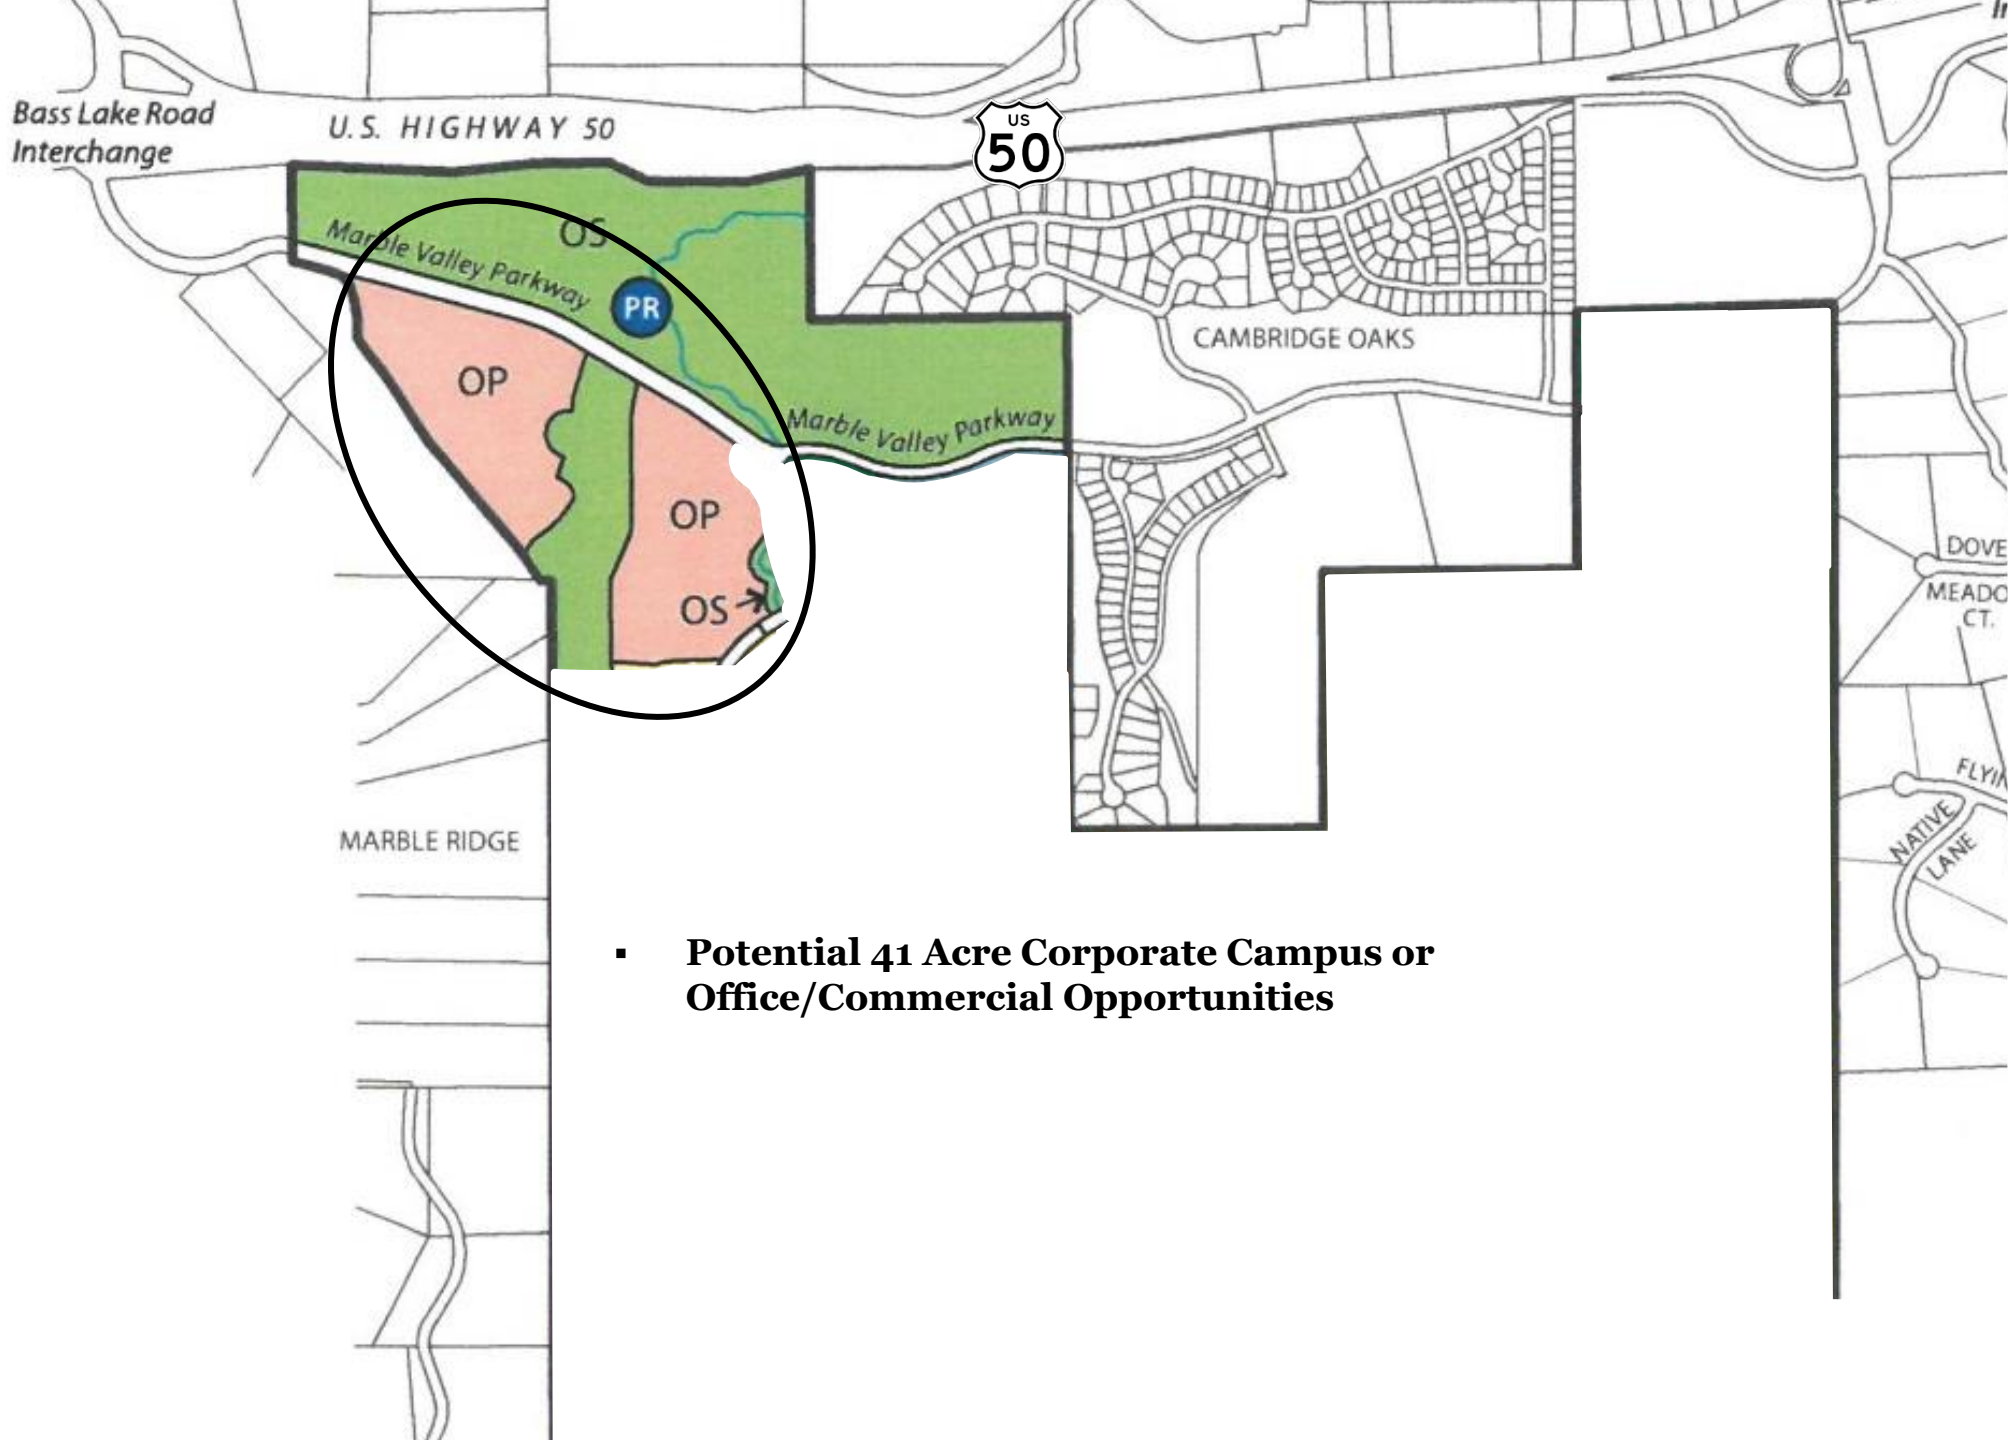 Bass Lake Road
Interchange
U.S. HIGHWAY 50
US
50
OS
Marble Valley Parkway
PR
CAMBRIDGE OAKS
OP
Marble Valley Parkway
OP
OS
DOVE
MEADO
CT.
FLYIN
NATIVE
LANE
MARBLE RIDGE
▪ Potential 41 Acre Corporate Campus or
Office/Commercial Opportunities